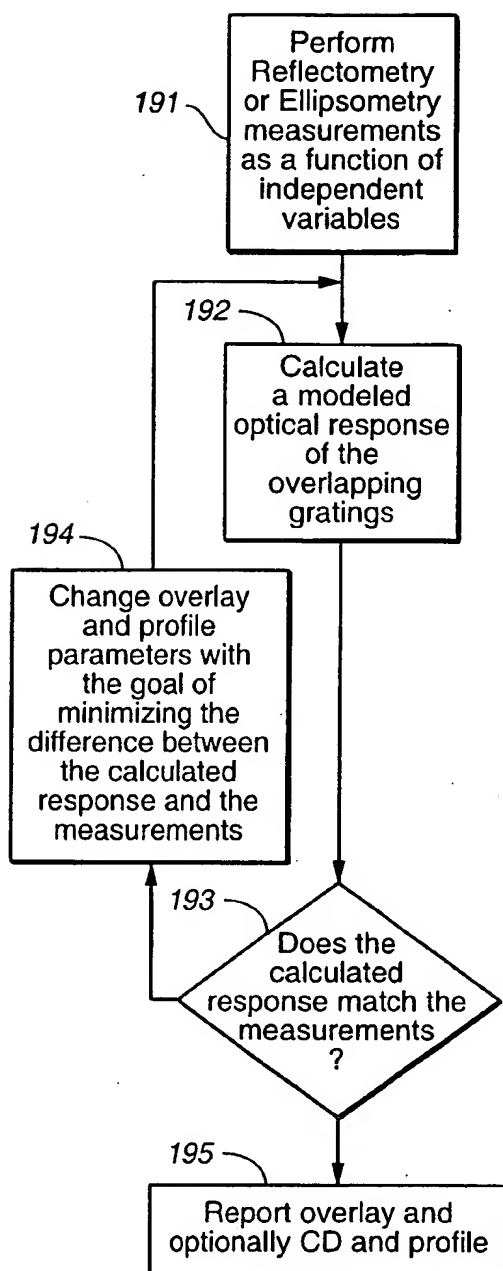 191
Perform
Reflectometry
or Ellipsometry
measurements
as a function of
independent
variables
192
Calculate
a modeled
optical response
of the
overlapping
gratings
194
Change overlay
and profile
parameters with
the goal of
minimizing the
difference between
the calculated
response and the
measurements
193
Does the
calculated
response match the
measurements
?
195
Report overlay and
optionally CD and profile